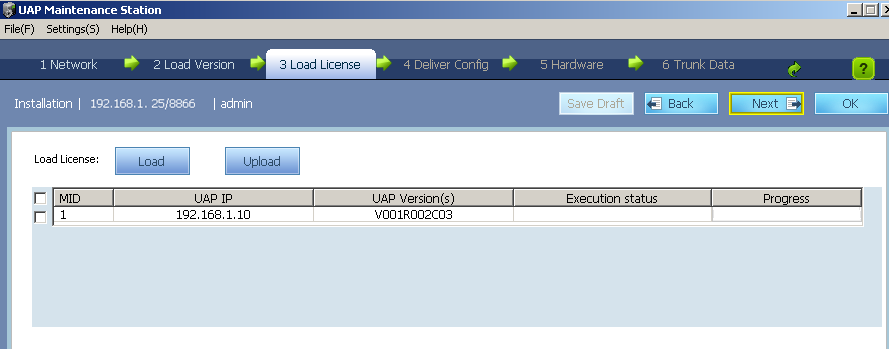 UAP Maintenance Station
File(F) Settings(S) Help(H)
1 Network 2 Load Version 3 Load License 4 Deliver Config 5 Hardware 6 Trunk Data ?
Installation | 192.168.1. 25/8866 | admin Save Draft Back Next OK
Load License: Load Upload
MID UAP IP UAP Version(s) Execution status Progress
1 192.168.1.10 V001R002C03